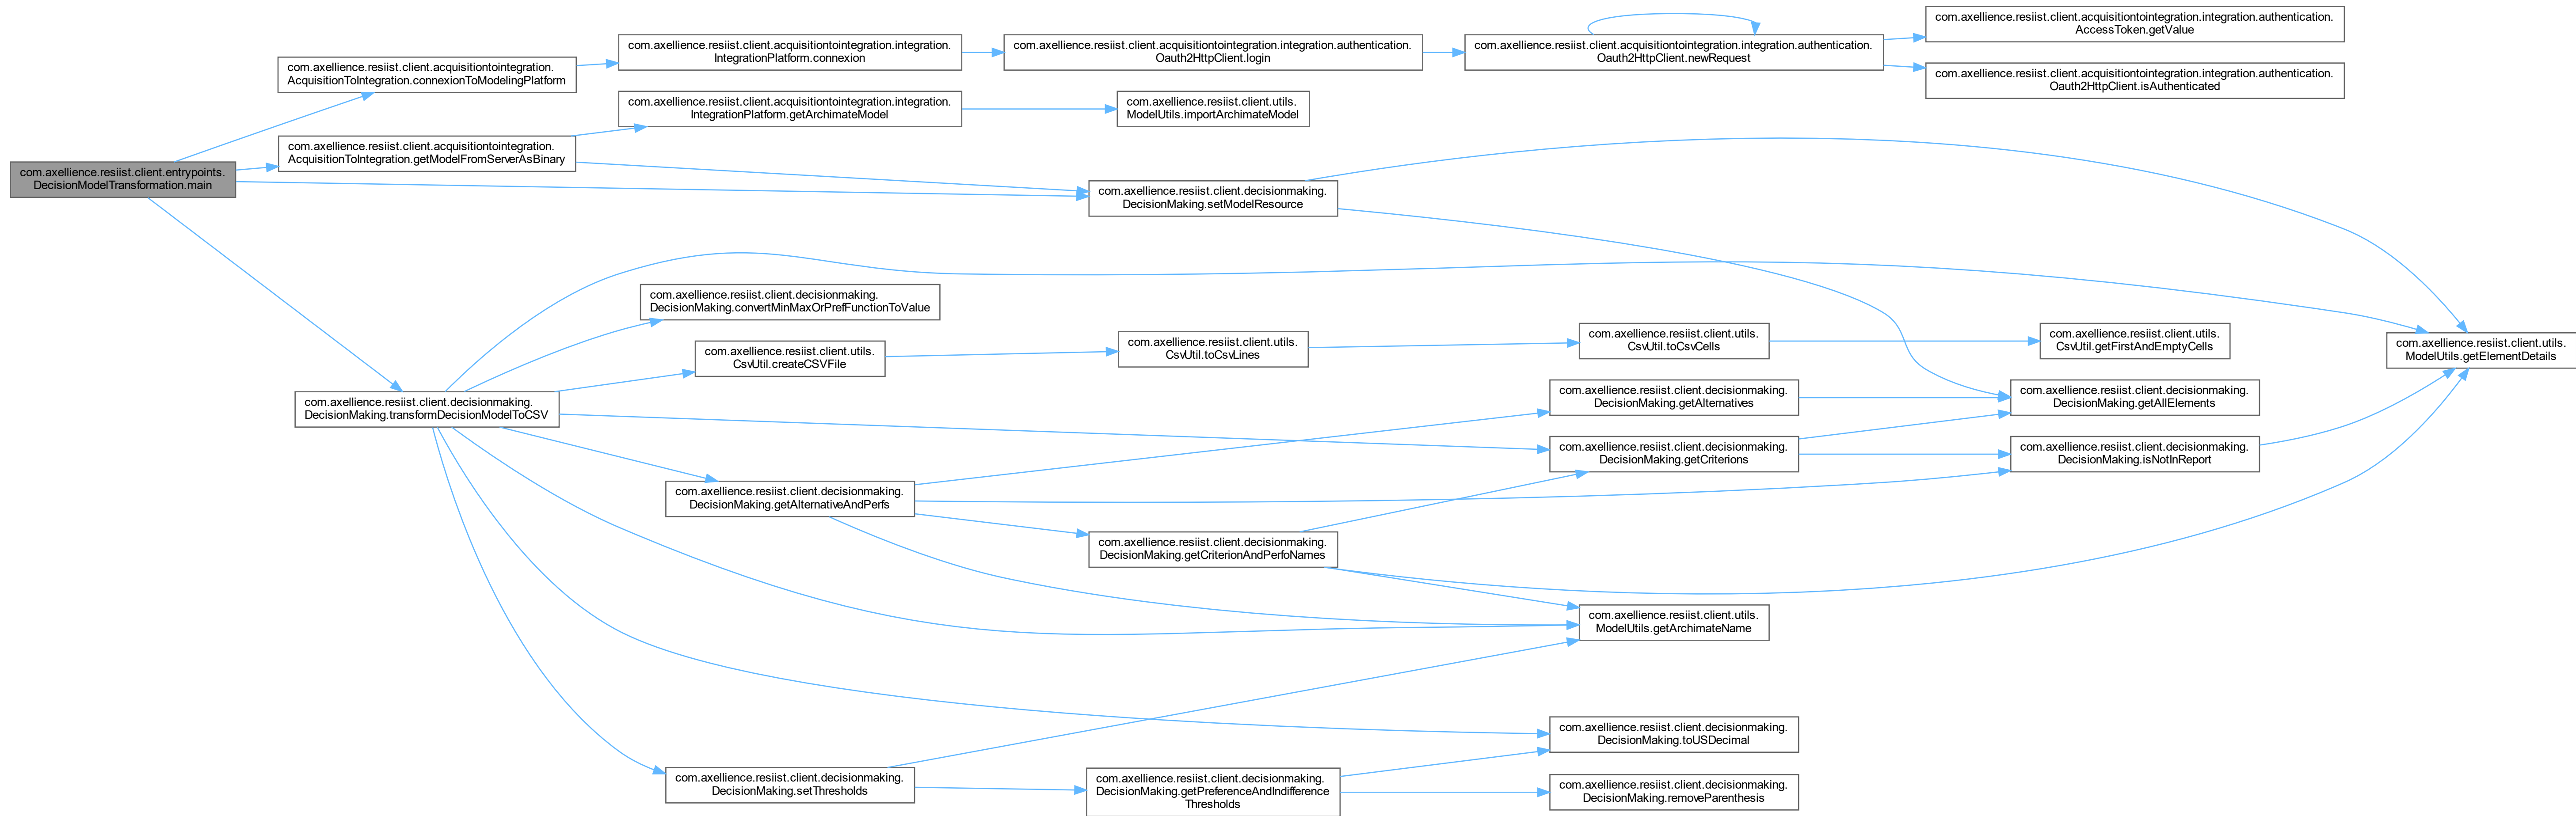 com.axellience.resiist.client.entrypoints.
DecisionModelTransformation.main
com.axellience.resiist.client.acquisitiontointegration.
AcquisitionToIntegration.connexionToModelingPlatform
com.axellience.resiist.client.acquisitiontointegration.integration.
IntegrationPlatform.connexion
com.axellience.resiist.client.acquisitiontointegration.integration.authentication.
Oauth2HttpClient.login
com.axellience.resiist.client.acquisitiontointegration.integration.authentication.
Oauth2HttpClient.newRequest
com.axellience.resiist.client.acquisitiontointegration.integration.authentication.
AccessToken.getValue
com.axellience.resiist.client.acquisitiontointegration.integration.authentication.
Oauth2HttpClient.isAuthenticated
com.axellience.resiist.client.acquisitiontointegration.
AcquisitionToIntegration.getModelFromServerAsBinary
com.axellience.resiist.client.acquisitiontointegration.integration.
IntegrationPlatform.getArchimateModel
com.axellience.resiist.client.utils.
ModelUtils.importArchimateModel
com.axellience.resiist.client.decisionmaking.
DecisionMaking.setModelResource
com.axellience.resiist.client.utils.
ModelUtils.getElementDetails
com.axellience.resiist.client.decisionmaking.
DecisionMaking.transformDecisionModelToCSV
com.axellience.resiist.client.decisionmaking.
DecisionMaking.convertMinMaxOrPrefFunctionToValue
com.axellience.resiist.client.utils.
CsvUtil.createCSVFile
com.axellience.resiist.client.utils.
CsvUtil.toCsvLines
com.axellience.resiist.client.utils.
CsvUtil.toCsvCells
com.axellience.resiist.client.utils.
CsvUtil.getFirstAndEmptyCells
com.axellience.resiist.client.decisionmaking.
DecisionMaking.getAlternatives
com.axellience.resiist.client.decisionmaking.
DecisionMaking.getAllElements
com.axellience.resiist.client.decisionmaking.
DecisionMaking.getCriterions
com.axellience.resiist.client.decisionmaking.
DecisionMaking.isNotInReport
com.axellience.resiist.client.decisionmaking.
DecisionMaking.getAlternativeAndPerfs
com.axellience.resiist.client.decisionmaking.
DecisionMaking.getCriterionAndPerfoNames
com.axellience.resiist.client.utils.
ModelUtils.getArchimateName
com.axellience.resiist.client.decisionmaking.
DecisionMaking.toUSDecimal
com.axellience.resiist.client.decisionmaking.
DecisionMaking.setThresholds
com.axellience.resiist.client.decisionmaking.
DecisionMaking.getPreferenceAndIndifference
Thresholds
com.axellience.resiist.client.decisionmaking.
DecisionMaking.removeParenthesis